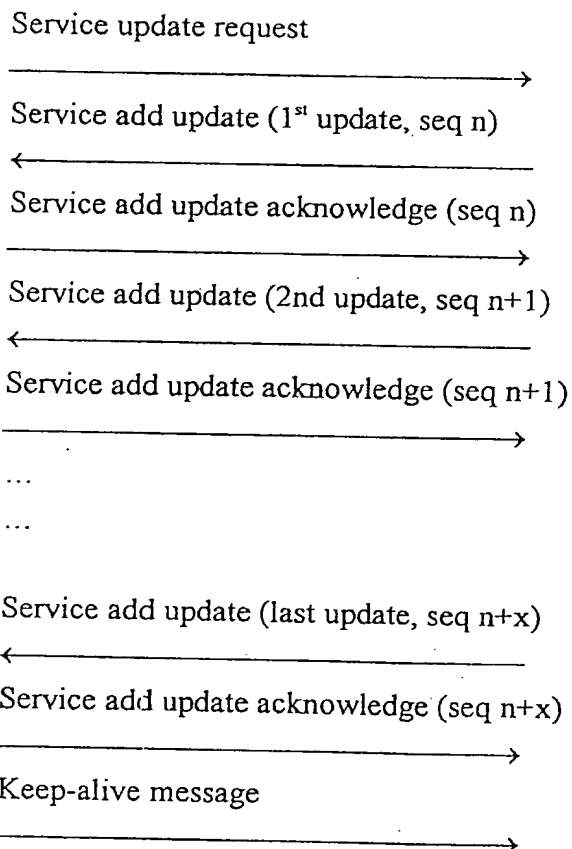 Service update request
Service add update (1st update, seq n)
Service add update acknowledge (seq n)
Service add update (2nd update, seq n+1)
Service add update acknowledge (seq n+1)
...
...
Service add update (last update, seq n+x)
Service add update acknowledge (seq n+x)
Keep-alive message